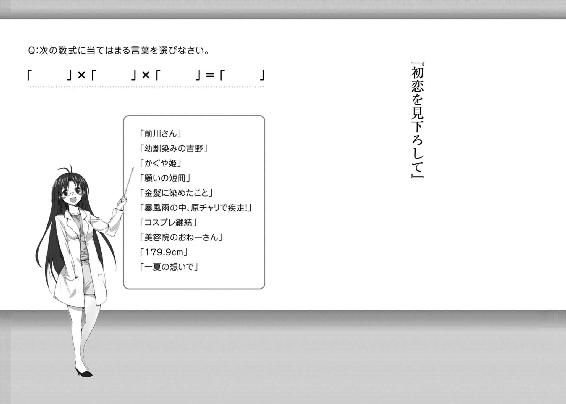 『初恋を見下ろして』
Q:次の数式に当てはまる言葉を選びなさい。
「　　」×「　　」×「　　」=「　　」
「前川さん」
「幼馴染みの吉野」
「かぐや姫」
「願いの短冊」
「金髪に染めたこと」
「暴風雨の中、原チャリで疾走!」
「コスプレ雑誌」
「美容院のおねーさん」
「179.9cm」
「一夏の想いで」